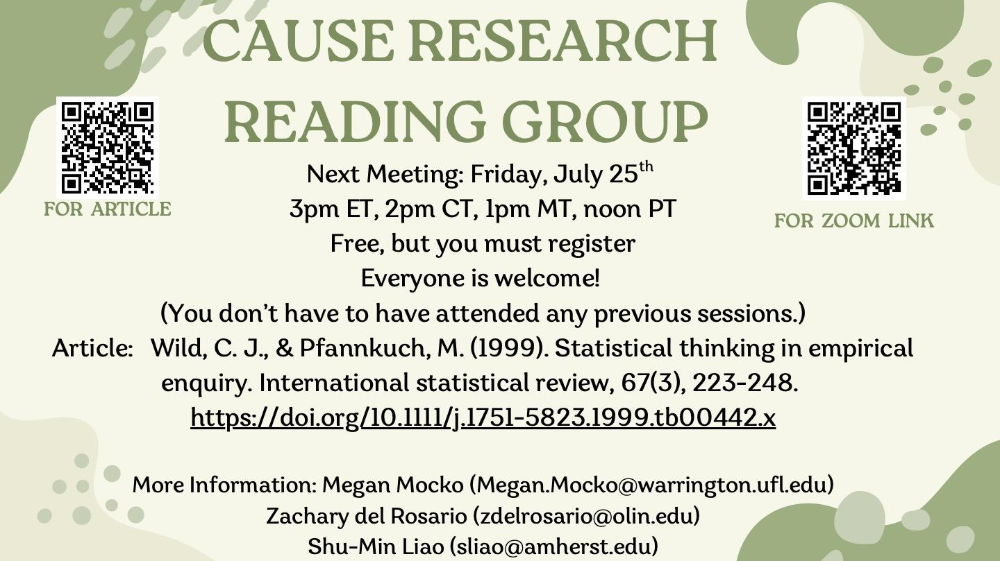 CAUSE RESEARCH
READING GROUP
FOR ARTICLE
FOR ZOOM LINK
Next Meeting: Friday, July 25th
3pm ET, 2pm CT, 1pm MT, noon PT
Free, but you must register
Everyone is welcome!
(You don’t have to have attended any previous sessions.)
Article: Wild, C. J., & Pfannkuch, M. (1999). Statistical thinking in empirical
enquiry. International statistical review, 67(3), 223-248.
https://doi.org/10.1111/j.1751-5823.1999.tb00442.x
More Information: Megan Mocko (Megan.Mocko@warrington.ufl.edu)
Zachary del Rosario (zdelrosario@olin.edu)
Shu-Min Liao (sliao@amherst.edu)